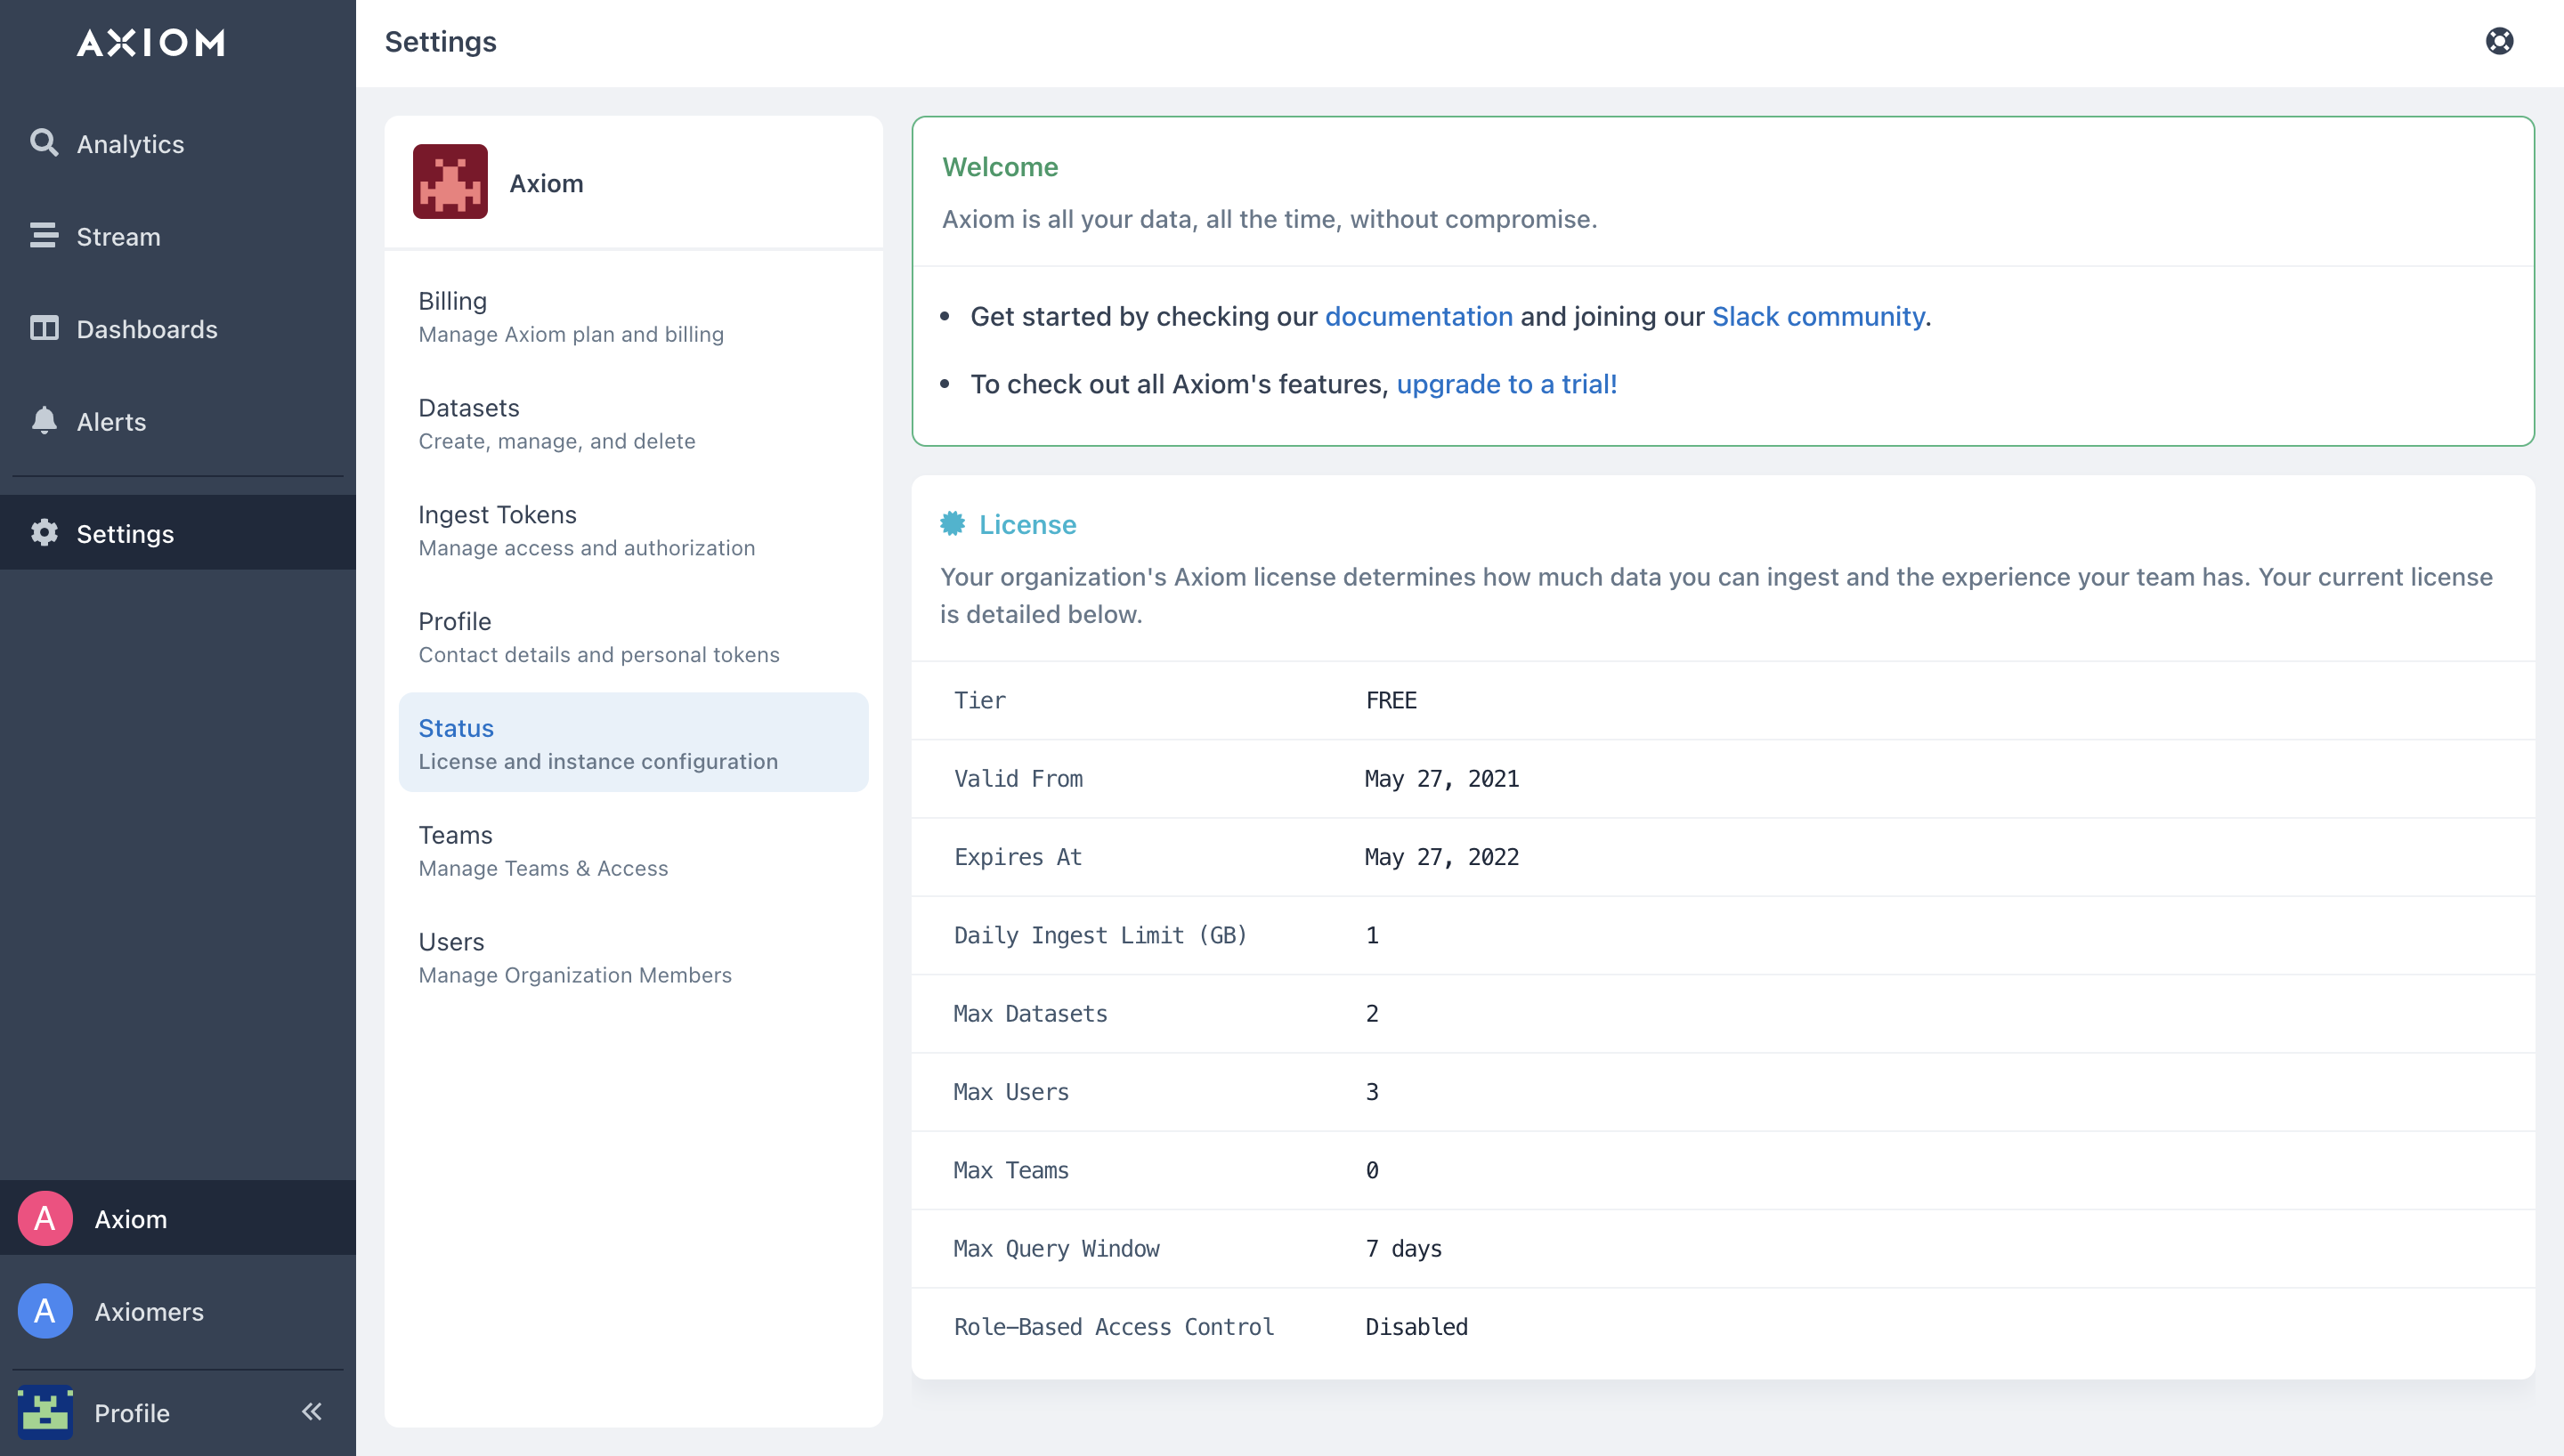 AXIOM
Analytics
Stream
Dashboards
Alerts
Settings
A Axiom
A Axiomers
Profile
Settings
Axiom
Billing
Manage Axiom plan and billing
Datasets
Create, manage, and delete
Ingest Tokens
Manage access and authorization
Profile
Contact details and personal tokens
Status
License and instance configuration
Teams
Manage Teams & Access
Users
Manage Organization Members
Welcome
Axiom is all your data, all the time, without compromise.
• Get started by checking our documentation and joining our Slack community.
• To check out all Axiom's features, upgrade to a trial!
License
Your organization's Axiom license determines how much data you can ingest and the experience your team has. Your current license
is detailed below.
Tier FREE
Valid From May 27, 2021
Expires At May 27, 2022
Daily Ingest Limit (GB) 1
Max Datasets 2
Max Users 3
Max Teams 0
Max Query Window 7 days
Role-Based Access Control Disabled